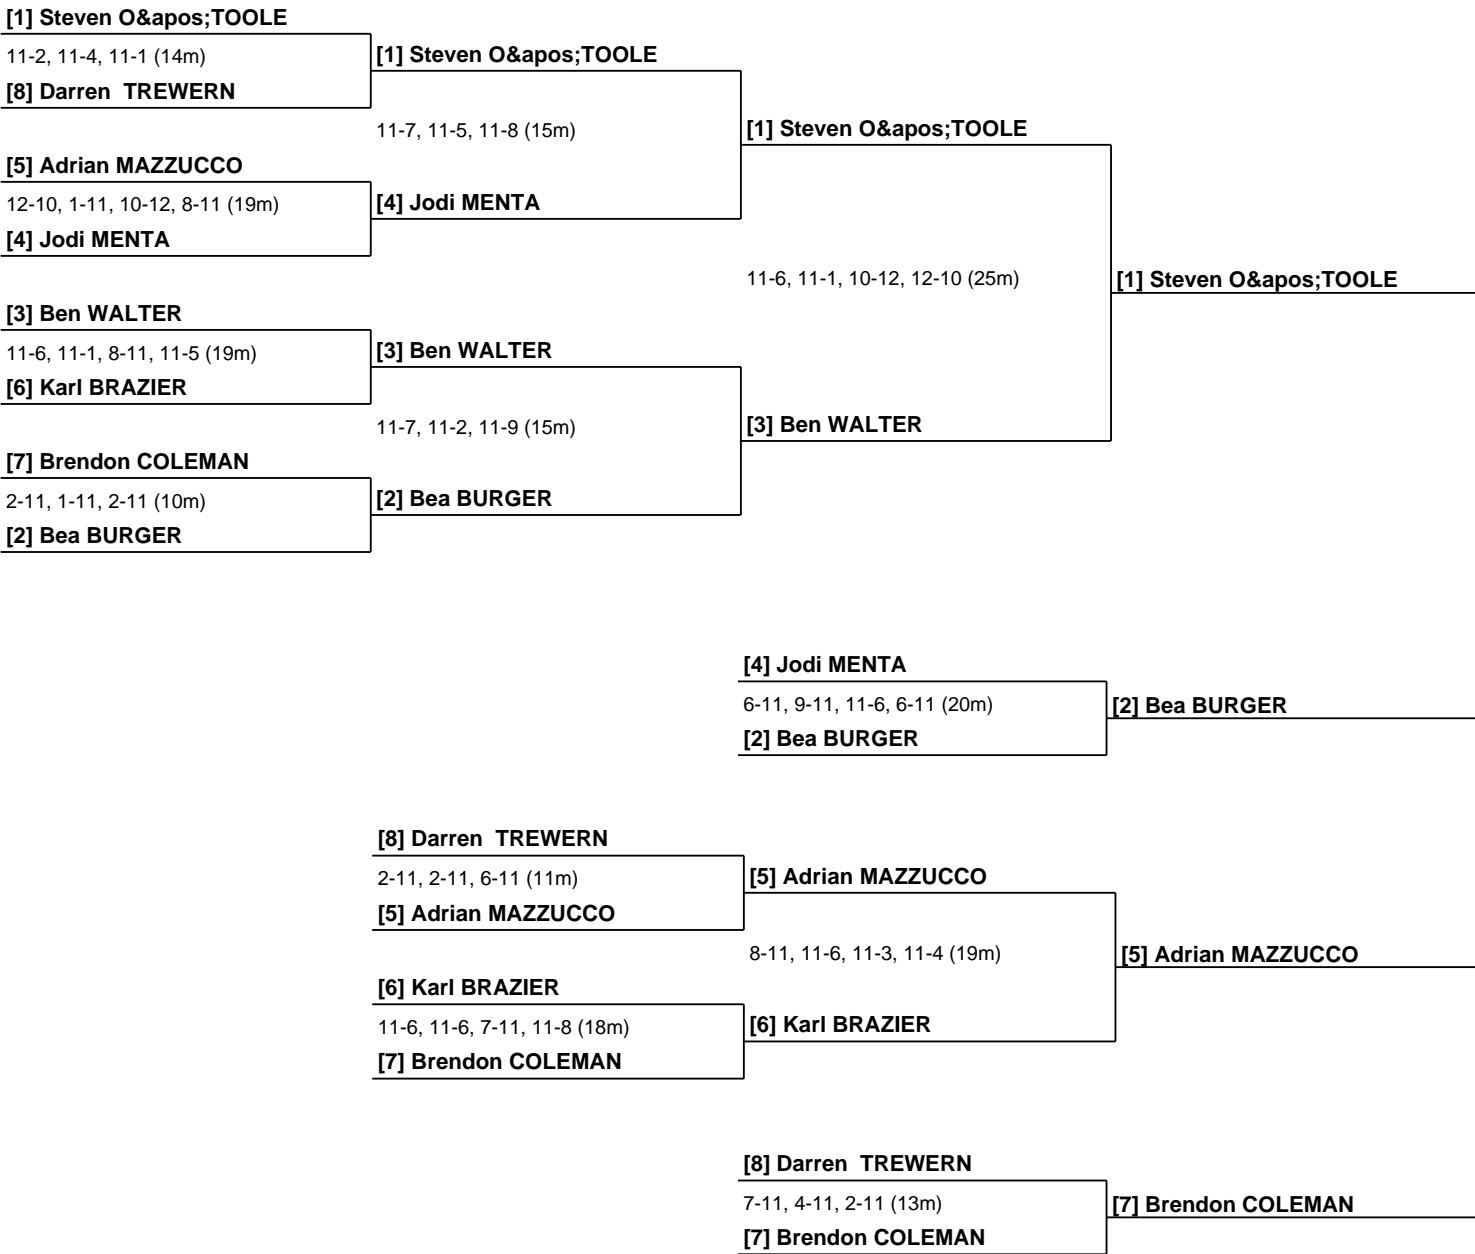 [1] Steven O&apos;TOOLE
11-2, 11-4, 11-1 (14m)
[8] Darren  TREWERN
[1] Steven O&apos;TOOLE
11-7, 11-5, 11-8 (15m)
[5] Adrian MAZZUCCO
12-10, 1-11, 10-12, 8-11 (19m)
[4] Jodi MENTA
[4] Jodi MENTA
[1] Steven O&apos;TOOLE
11-6, 11-1, 10-12, 12-10 (25m)
[1] Steven O&apos;TOOLE
[3] Ben WALTER
11-6, 11-1, 8-11, 11-5 (19m)
[6] Karl BRAZIER
[3] Ben WALTER
11-7, 11-2, 11-9 (15m)
[3] Ben WALTER
[7] Brendon COLEMAN
2-11, 1-11, 2-11 (10m)
[2] Bea BURGER
[2] Bea BURGER
[4] Jodi MENTA
6-11, 9-11, 11-6, 6-11 (20m)
[2] Bea BURGER
[2] Bea BURGER
[8] Darren  TREWERN
2-11, 2-11, 6-11 (11m)
[5] Adrian MAZZUCCO
[5] Adrian MAZZUCCO
8-11, 11-6, 11-3, 11-4 (19m)
[5] Adrian MAZZUCCO
[6] Karl BRAZIER
11-6, 11-6, 7-11, 11-8 (18m)
[7] Brendon COLEMAN
[6] Karl BRAZIER
[8] Darren  TREWERN
7-11, 4-11, 2-11 (13m)
[7] Brendon COLEMAN
[7] Brendon COLEMAN